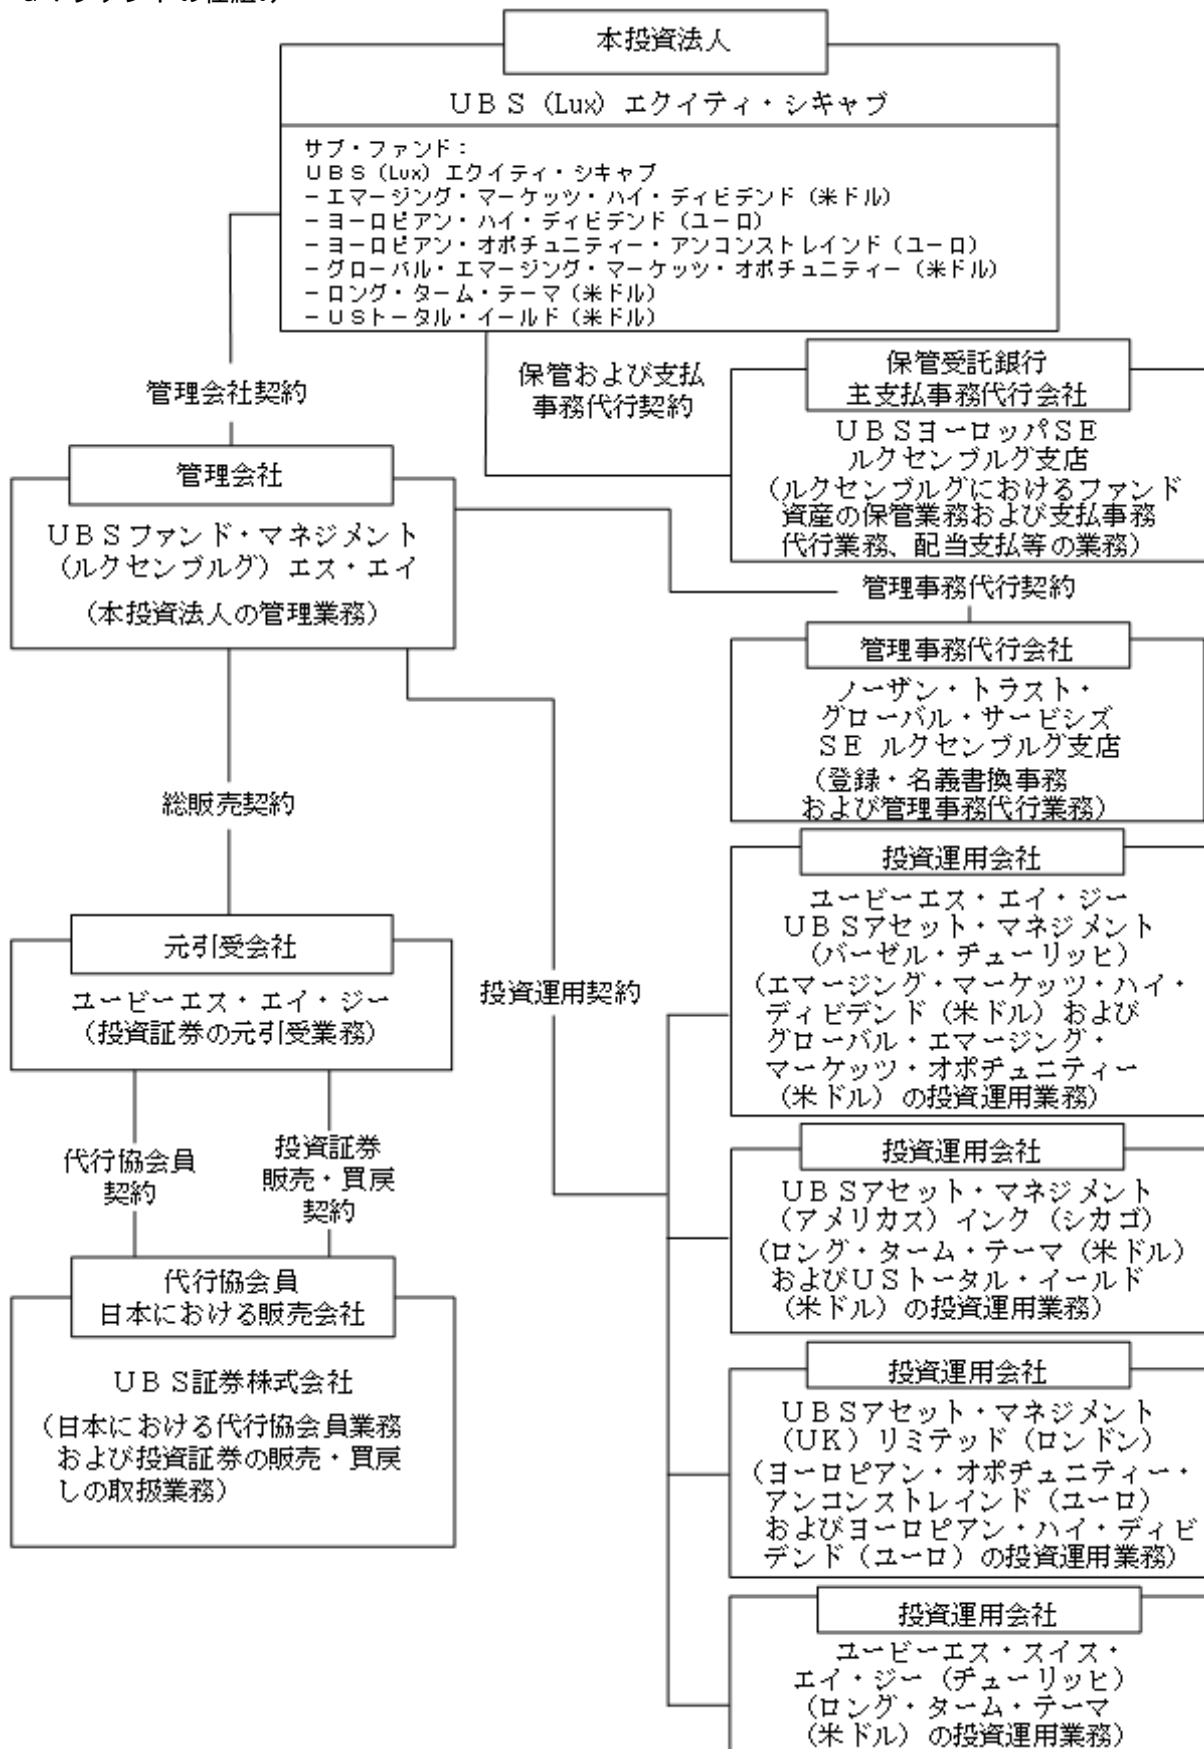 本投資法人
ＵＢＳ（Lux）エクイティ・シキャブ
サブ・ファンド：
ＵＢＳ（Lux）エクイティ・シキャブ
－エマージング・マーケッツ・ハイ・ディビデンド（米ドル）
－ヨーロピアン・ハイ・ディビデンド（ユーロ）
－ヨーロピアン・オポチュニティー・アンコンストレインド（ユーロ）
－グローバル・エマージング・マーケッツ・オポチュニティー（米ドル）
－ロング・ターム・テーマ（米ドル）
－ＵＳトータル・イールド（米ドル）
管理会社契約
保管および支払
事務代行契約
保管受託銀行
主支払事務代行会社
ＵＢＳヨーロッパＳＥ
ルクセンブルグ支店
（ルクセンブルグにおけるファンド
資産の保管業務および支払事務
代行業務、配当支払等の業務）
管理会社
ＵＢＳファンド・マネジメント
（ルクセンブルグ）エス・エイ
（本投資法人の管理業務）
管理事務代行契約
管理事務代行会社
ノーザン・トラスト・
グローバル・サービシズ
ＳＥ ルクセンブルグ支店
（登録・名義書換事務
および管理事務代行業務）
総販売契約
投資運用会社
ユービーエス・エイ・ジー
ＵＢＳアセット・マネジメント
（バーゼル・チューリッヒ）
（エマージング・マーケッツ・ハイ・
ディビデンド（米ドル）および
グローバル・エマージング・
マーケッツ・オポチュニティー
（米ドル）の投資運用業務）
元引受会社
ユービーエス・エイ・ジー
（投資証券の元引受業務）
投資運用契約
代行協会員
契約
投資証券
販売・買戻
契約
投資運用会社
ＵＢＳアセット・マネジメント
（アメリカス）インク（シカゴ）
（ロング・ターム・テーマ（米ドル）
およびＵＳトータル・イールド
（米ドル）の投資運用業務）
代行協会員
日本における販売会社
ＵＢＳ証券株式会社
（日本における代行協会員業務
および投資証券の販売・買戻
しの取扱業務）
投資運用会社
ＵＢＳアセット・マネジメント
（UK）リミテッド（ロンドン）
（ヨーロピアン・オポチュニティー・
アンコンストレインド（ユーロ）
およびヨーロピアン・ハイ・ディビ
デンド（ユーロ）の投資運用業務）
投資運用会社
ユービーエス・スイス・
エイ・ジー（チューリッヒ）
（ロング・ターム・テーマ
（米ドル）の投資運用業務）